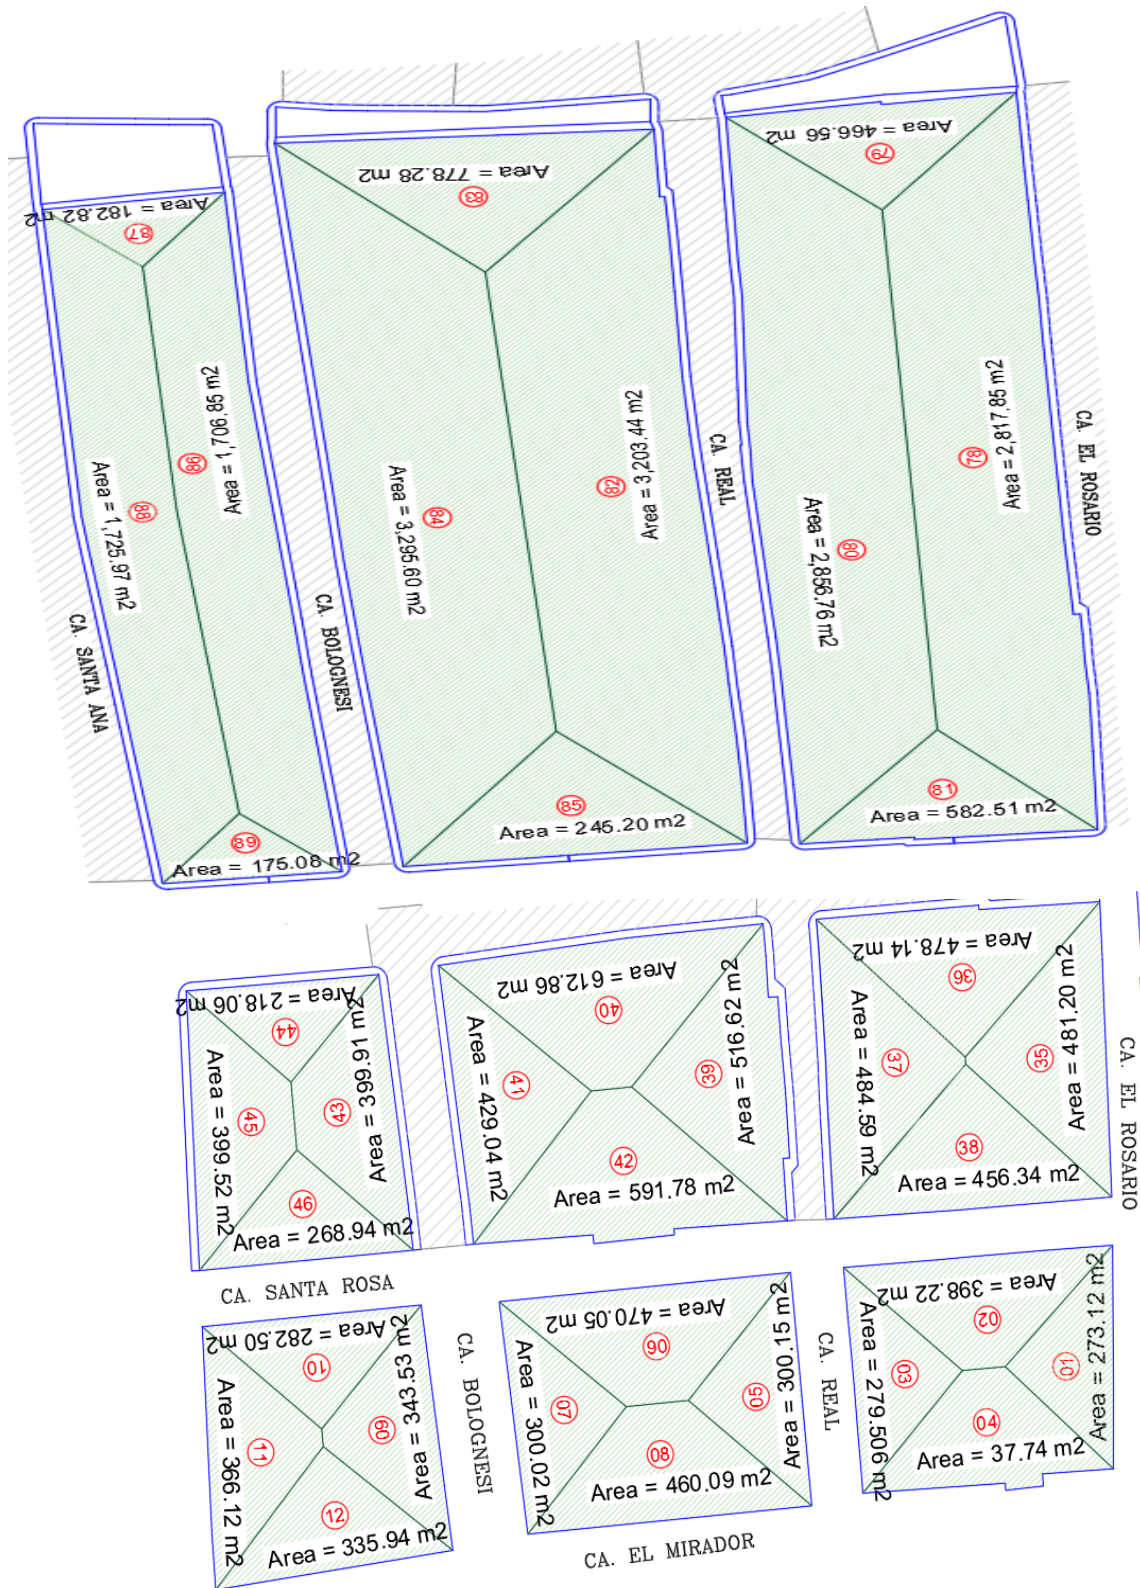 Area = 466.56 m2
79
Area = 778.28 m2
83
Area = 182.82 m2
87
Area = 1,706.85 m2
86
Area = 1,725.97 m2
88
Area = 3,203.44 m2
82
Area = 3,295.60 m2
84
Area = 2,817.85 m2
78
Area = 2,856.76 m2
80
CA. EL ROSARIO
CA. REAL
CA. BOLOGNESI
CA. SANTA ANA
81
Area = 582.51 m2
85
Area = 245.20 m2
89
Area = 175.08 m2
Area = 218.06 m2
44
Area = 399.91 m2
43
45
Area = 399.52 m2
46
Area = 268.94 m2
Area = 612.86 m2
40
Area = 516.62 m2
39
41
Area = 429.04 m2
42
Area = 591.78 m2
Area = 478.14 m2
36
Area = 481.20 m2
35
37
Area = 484.59 m2
38
Area = 456.34 m2
CA. EL ROSARIO
CA. SANTA ROSA
Area = 282.50 m2
10
Area = 343.53 m2
09
11
Area = 366.12 m2
12
Area = 335.94 m2
CA. BOLOGNESI
Area = 470.05 m2
06
Area = 300.15 m2
05
07
Area = 300.02 m2
08
Area = 460.09 m2
CA. REAL
Area = 398.22 m2
02
Area = 273.12 m2
01
03
Area = 279.506 m2
04
Area = 37.74 m2
CA. EL MIRADOR